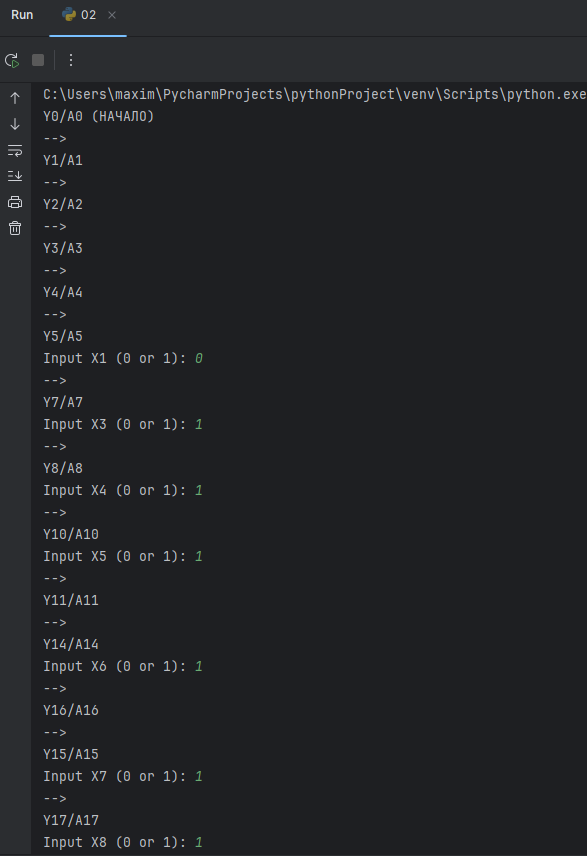 Run
02
C:\Users\maxim\PycharmProjects\pythonProject\venv\Scripts\python.exe
Y0/A0 (НАЧАЛО)
-->
Y1/A1
-->
Y2/A2
-->
Y3/A3
-->
Y4/A4
-->
Y5/A5
Input X1 (0 or 1): 0
-->
Y7/A7
Input X3 (0 or 1): 1
-->
Y8/A8
Input X4 (0 or 1): 1
-->
Y10/A10
Input X5 (0 or 1): 1
-->
Y11/A11
-->
Y14/A14
Input X6 (0 or 1): 1
-->
Y16/A16
-->
Y15/A15
Input X7 (0 or 1): 1
-->
Y17/A17
Input X8 (0 or 1): 1